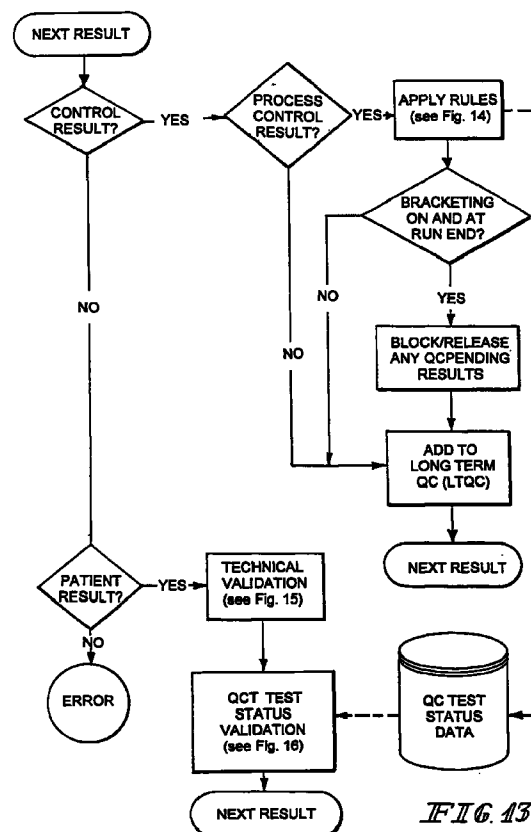 NEXT RESULT
CONTROL
RESULT?
YES
PROCESS
CONTROL
RESULT?
YES
APPLY RULES
(see Fig. 14)
BRACKETING
ON AND AT
RUN END?
NO
NO
NO
YES
BLOCK/RELEASE
ANY QCPENDING
RESULTS
ADD TO
LONG TERM
QC (LTQC)
NEXT RESULT
PATIENT
RESULT?
YES
TECHNICAL
VALIDATION
(see Fig. 15)
NO
ERROR
QCT TEST
STATUS
VALIDATION
(see Fig. 16)
QC TEST
STATUS
DATA
NEXT RESULT
FIG. 13